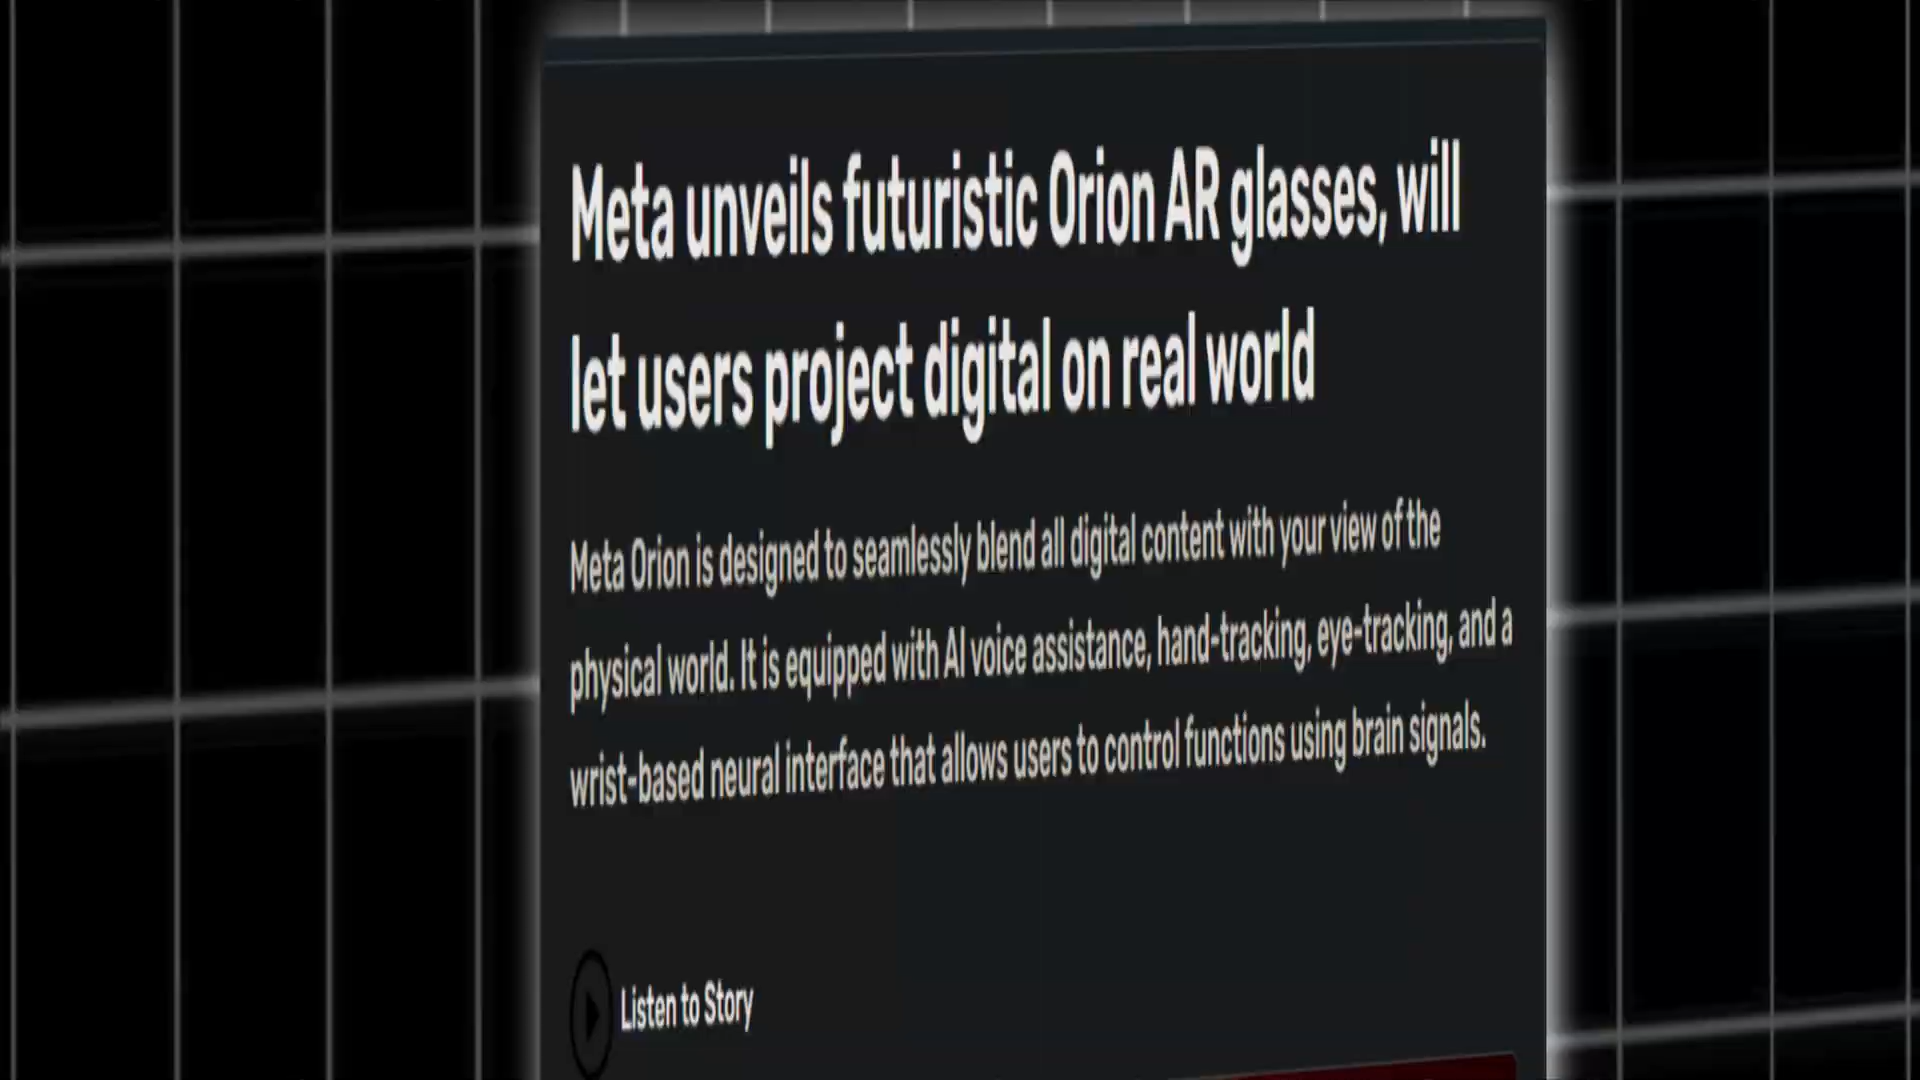 Meta unveils futuristic Orion AR glasses, will
let users project digital on real world
Meta Orion is designed to seamlessly blend all digital content with your view of the
physical world. It is equipped with AI voice assistance, hand-tracking, eye-tracking, and a
wrist-based neural interface that allows users to control functions using brain signals.
Listen to Story